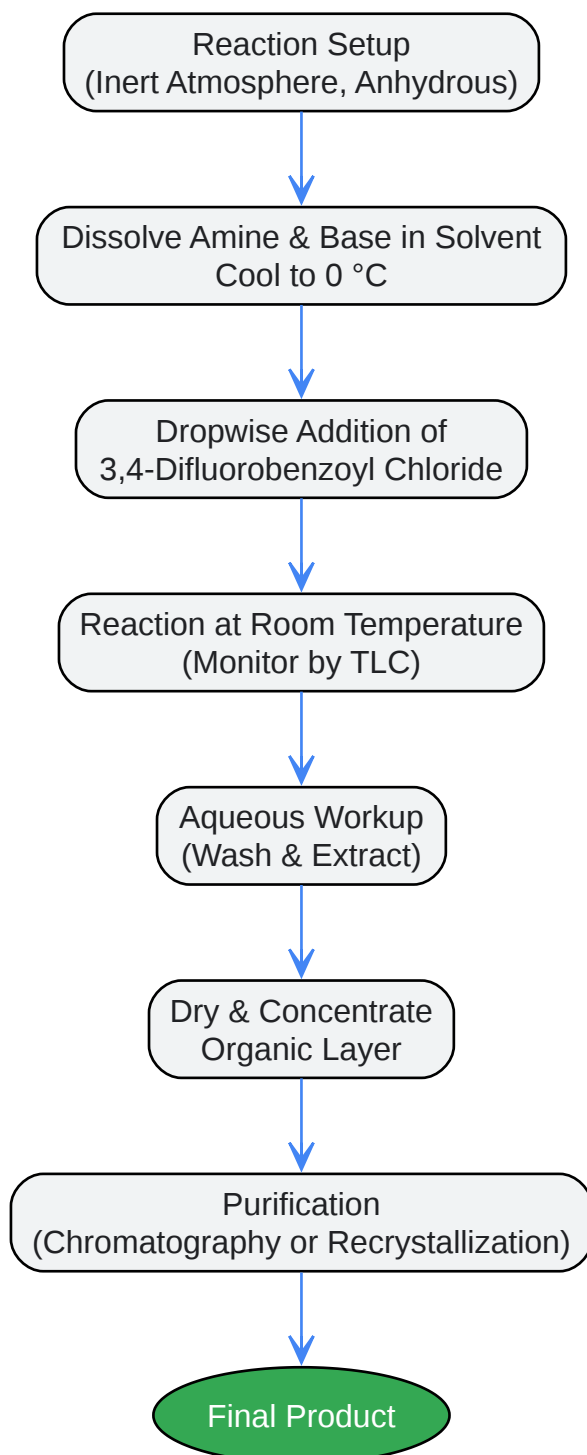 Reaction Setup
(Inert Atmosphere, Anhydrous)
Dissolve Amine & Base in Solvent
Cool to 0 °C
Dropwise Addition of
3,4-Difluorobenzoyl Chloride
Reaction at Room Temperature
(Monitor by TLC)
Aqueous Workup
(Wash & Extract)
Dry & Concentrate
Organic Layer
Purification
(Chromatography or Recrystallization)
Final Product